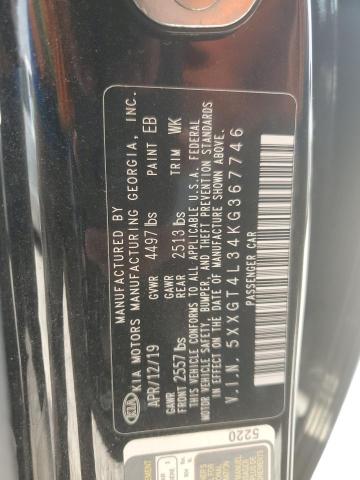 MANUFACTURED BY
KIA KIA MOTORS MANUFACTURING GEORGIA, INC.
APR/12/19 GVWR 4497 lbs PAINT EB
GAWR FRONT 2557 lbs GAWR REAR 2513 lbs TRIM WK
THIS VEHICLE CONFORMS TO ALL APPLICABLE U.S.A. FEDERAL
MOTOR VEHICLE SAFETY, BUMPER, AND THEFT PREVENTION STANDARDS
IN EFFECT ON THE DATE OF MANUFACTURE SHOWN ABOVE.
V.I.N. 5XXGT4L34KG367746
PASSENGER CAR
5220